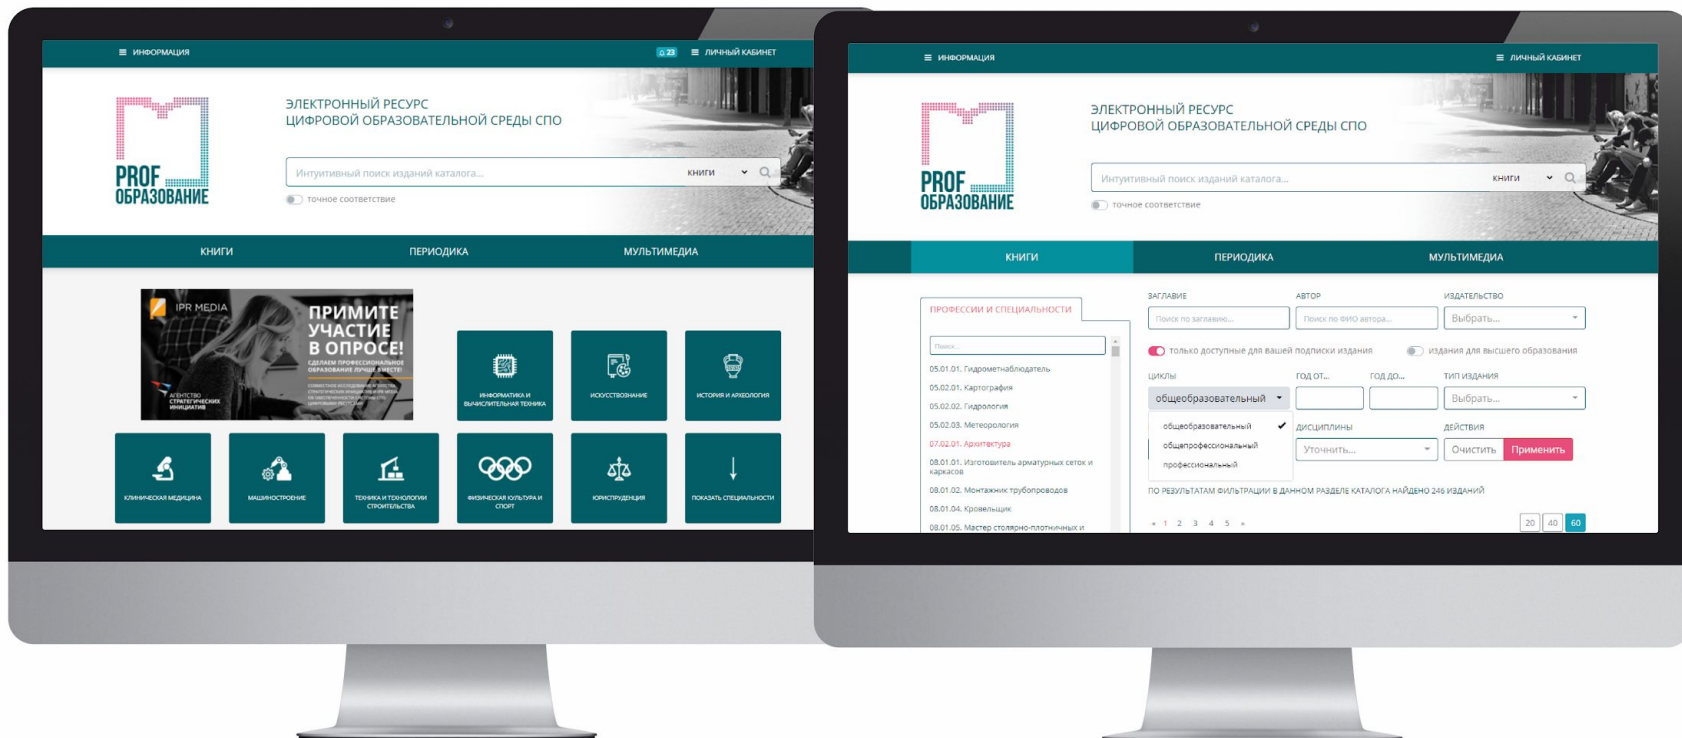 ИНФОРМАЦИЯ
23
ЛИЧНЫЙ КАБИНЕТ
ЭЛЕКТРОННЫЙ РЕСУРС
ЦИФРОВОЙ ОБРАЗОВАТЕЛЬНОЙ СРЕДЫ СПО
PROF
ОБРАЗОВАНИЕ
Интуитивный поиск изданий каталога...
КНИГИ
точное соответствие
КНИГИ
ПЕРИОДИКА
МУЛЬТИМЕДИА
IPR MEDIA
ПРИМИТЕ
УЧАСТИЕ
В ОПРОСЕ!
СДЕЛАЕМ ПРОФЕССИОНАЛЬНОЕ
ОБРАЗОВАНИЕ ЛУЧШЕ ВМЕСТЕ!
АГЕНТСТВО
СТРАТЕГИЧЕСКИХ
ИНИЦИАТИВ
ИНФОРМАТИКА И
ВЫЧИСЛИТЕЛЬНАЯ ТЕХНИКА
ИСКУССТВОЗНАНИЕ
ИСТОРИЯ И АРХЕОЛОГИЯ
КЛИНИЧЕСКАЯ МЕДИЦИНА
МАШИНОСТРОЕНИЕ
ТЕХНИКА И ТЕХНОЛОГИИ
СТРОИТЕЛЬСТВА
ФИЗИЧЕСКАЯ КУЛЬТУРА И
СПОРТ
ЮРИСПРУДЕНЦИЯ
ПОКАЗАТЬ СПЕЦИАЛЬНОСТИ
ИНФОРМАЦИЯ
ЛИЧНЫЙ КАБИНЕТ
ЭЛЕКТРОННЫЙ РЕСУРС
ЦИФРОВОЙ ОБРАЗОВАТЕЛЬНОЙ СРЕДЫ СПО
PROF
ОБРАЗОВАНИЕ
Интуитивный поиск изданий каталога...
КНИГИ
точное соответствие
КНИГИ
ПЕРИОДИКА
МУЛЬТИМЕДИА
ПРОФЕССИИ И СПЕЦИАЛЬНОСТИ
Поиск...
05.01.01. Гидрометнаблюдатель
05.02.01. Картография
05.02.02. Гидрология
05.02.03. Метеорология
07.02.01. Архитектура
08.01.01. Изготовитель арматурных сеток и
каркасов
08.01.02. Монтажник трубопроводов
08.01.04. Кровельщик
08.01.05. Мастер столярно-плотничных и
ЗАГЛАВИЕ
АВТОР
ИЗДАТЕЛЬСТВО
Поиск по заглавию...
Поиск по ФИО автора...
Выбрать...
только доступные для вашей подписки издания
издания для высшего образования
ЦИКЛЫ
ГОД ОТ...
ГОД ДО...
ТИП ИЗДАНИЯ
общеобразовательный
Выбрать...
общеобразовательный
общепрофессиональный
профессиональный
ДИСЦИПЛИНЫ
ДЕЙСТВИЯ
Уточнить...
Очистить
Применить
ПО РЕЗУЛЬТАТАМ ФИЛЬТРАЦИИ В ДАННОМ РАЗДЕЛЕ КАТАЛОГА НАЙДЕНО 246 ИЗДАНИЙ
« 1 2 3 4 5 »
20 40 60